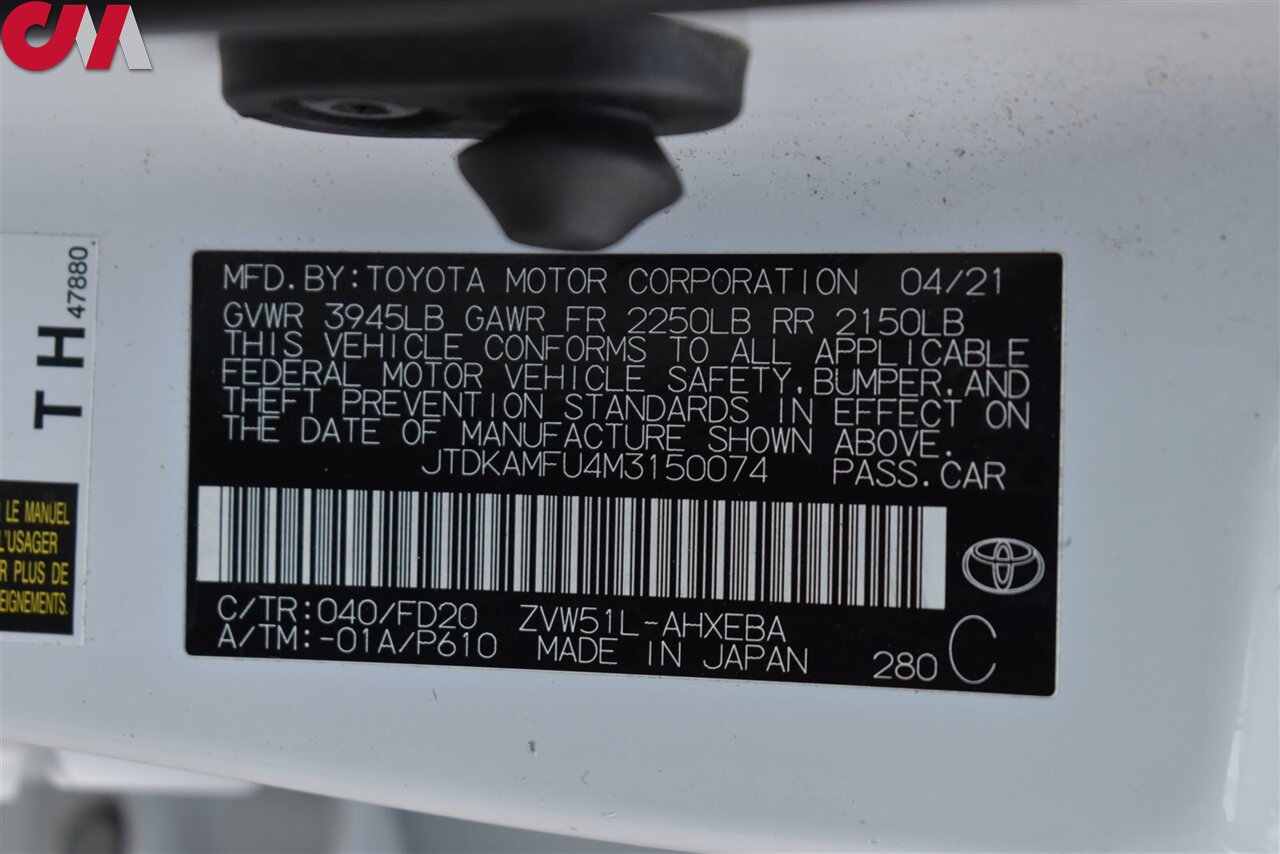 CM
TH
47880
LE MANUEL
L'USAGER
R PLUS DE
EIGNEMENTS.
MFD.BY:TOYOTA MOTOR CORPORATION 04/21
GVWR 3945LB GAWR FR 2250LB RR 2150LB
THIS VEHICLE CONFORMS TO ALL APPLICABLE
FEDERAL MOTOR VEHICLE SAFETY,BUMPER,AND
THEFT PREVENTION STANDARDS IN EFFECT ON
THE DATE OF MANUFACTURE SHOWN ABOVE.
JTDKAMFU4M3150074 PASS.CAR
C/TR:040/FD20 ZVW51L-AHXEBA
A/TM:-01A/P610 MADE IN JAPAN 280 C